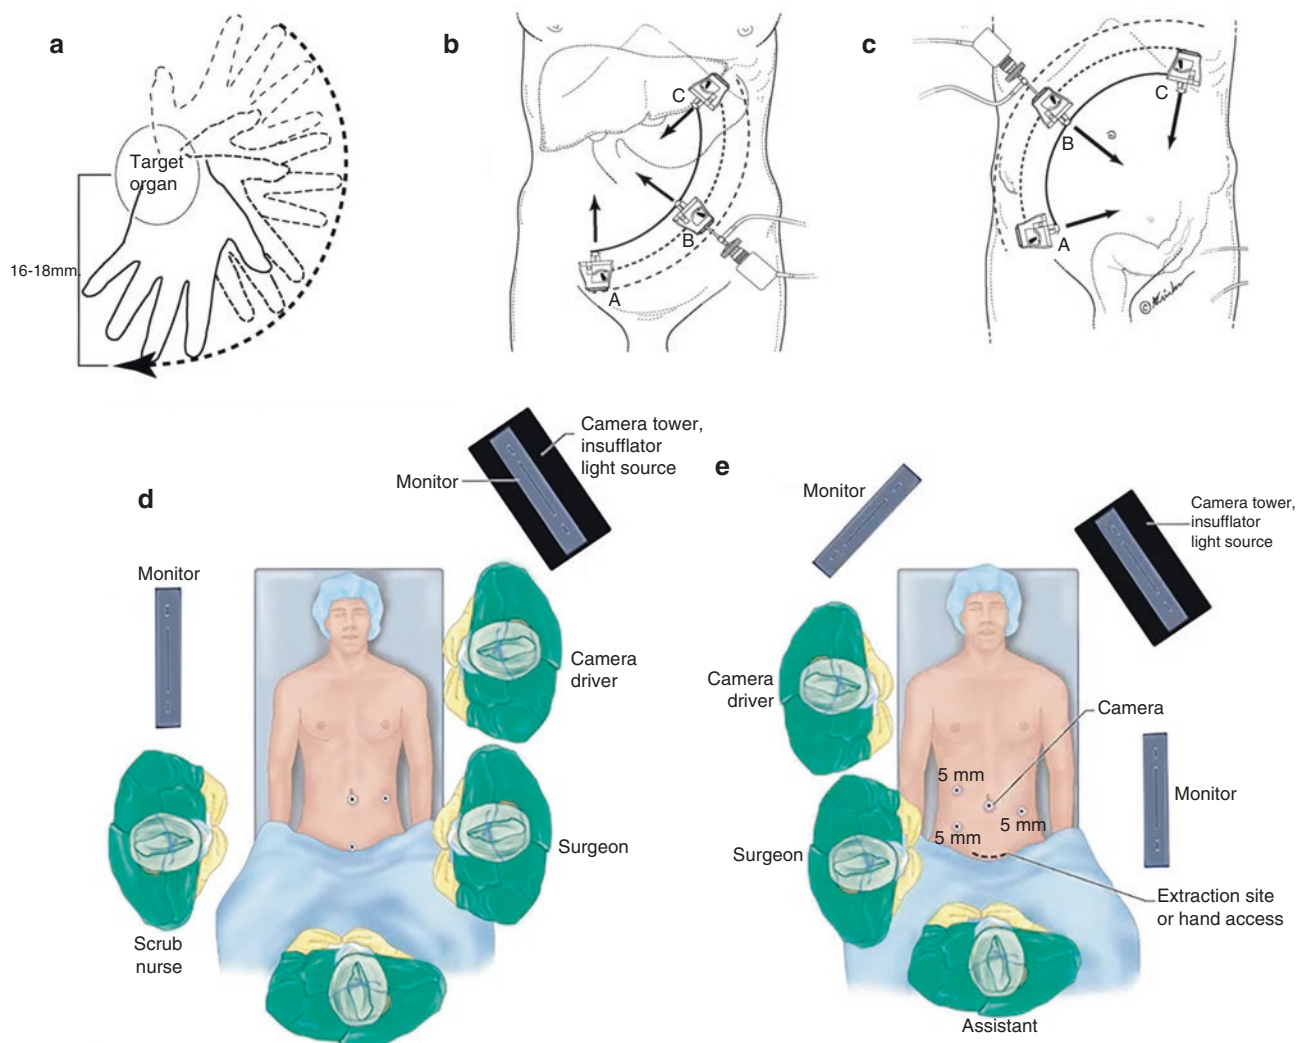 a
Target
organ
16-18mm.
b
C
B
A
c
C
B
A
©
d
Camera tower,
insufflator
light source
Monitor
Monitor
Camera
driver
Surgeon
Scrub
nurse
e
Monitor
Camera tower,
insufflator
light source
Camera
driver
Camera
5 mm
5 mm
5 mm
Monitor
Surgeon
Extraction site
or hand access
Assistant